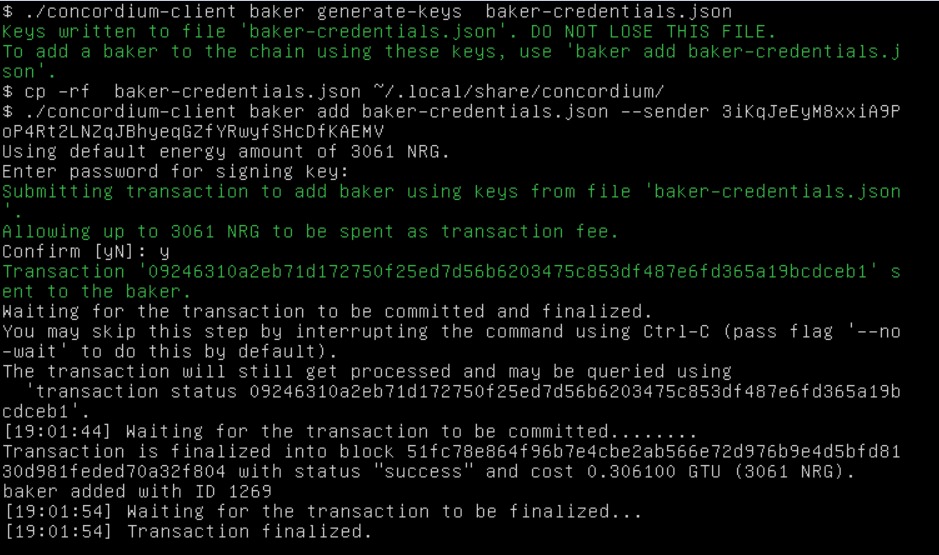 $ ./concordium-client baker generate-keys  baker-credentials.json
Keys written to file 'baker-credentials.json'. DO NOT LOSE THIS FILE.
To add a baker to the chain using these keys, use 'baker add baker-credentials.j
son'.
$ cp -rf  baker-credentials.json ~/.local/share/concordium/
$ ./concordium-client baker add baker-credentials.json --sender 3iKqJeEyM8xxiA9P
oP4Rt2LNZqJBhyeqGZfYRwyfSHcDfKAEMV
Using default energy amount of 3061 NRG.
Enter password for signing key:
Submitting transaction to add baker using keys from file 'baker-credentials.json
'.
Allowing up to 3061 NRG to be spent as transaction fee.
Confirm [yN]: y
Transaction '09246310a2eb71d172750f25ed7d56b6203475c853df487e6fd365a19bcdceb1' s
ent to the baker.
Waiting for the transaction to be committed and finalized.
You may skip this step by interrupting the command using Ctrl-C (pass flag '--no
-wait' to do this by default).
The transaction will still get processed and may be queried using
  'transaction status 09246310a2eb71d172750f25ed7d56b6203475c853df487e6fd365a19b
cdceb1'.
[19:01:44] Waiting for the transaction to be committed........
Transaction is finalized into block 51fc78e864f96b7e4cbe2ab566e72d976b9e4d5bfd81
30d981feded70a32f804 with status "success" and cost 0.306100 GTU (3061 NRG).
baker added with ID 1269
[19:01:54] Waiting for the transaction to be finalized...
[19:01:54] Transaction finalized.